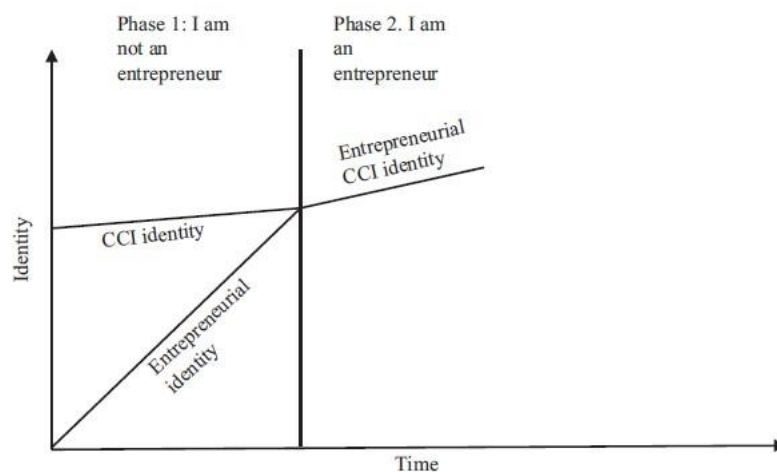 Phase 1: I am
not an
entrepreneur
Phase 2. I am
an
entrepreneur
Entrepreneurial
CCI identity
CCI identity
Entrepreneurial
identity
Identity
Time